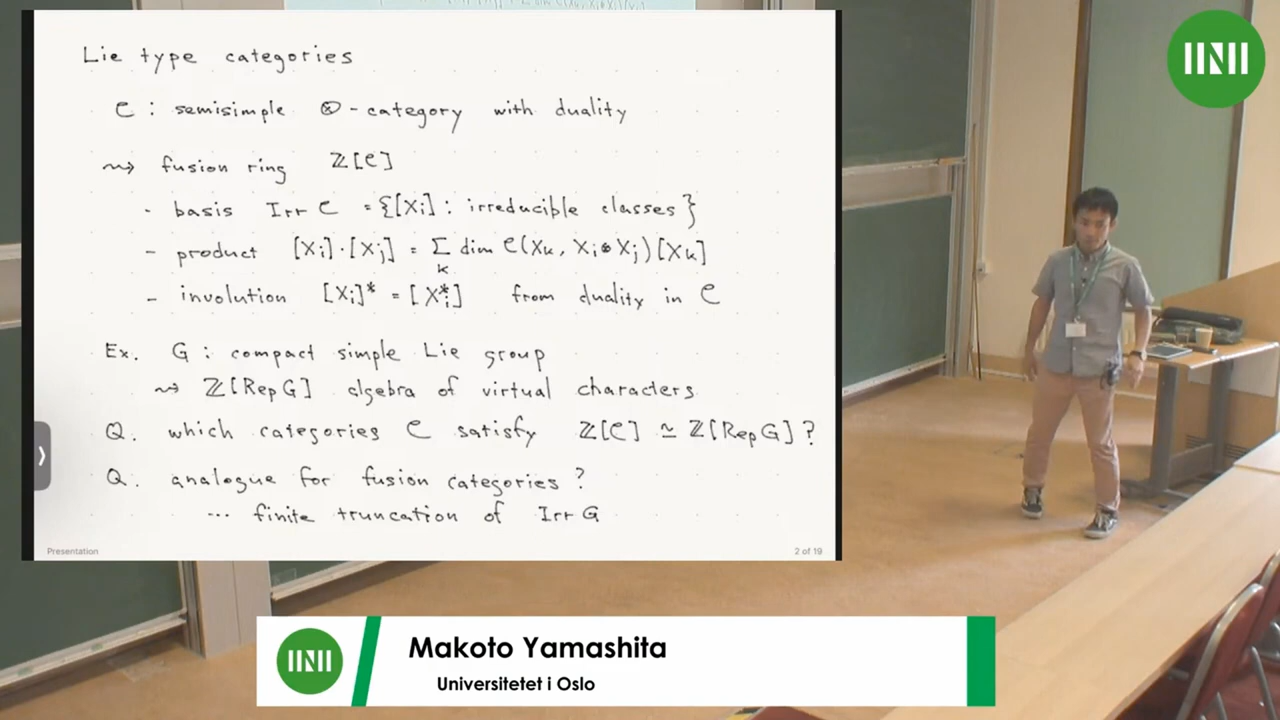 Lie type categories
C : semisimple ⊗-category with duality
⇝ fusion ring ℤ[C]
- basis Irr C = {[Xi] : irreducible classes}
- product [Xi]·[Xj] = Σ_k dim C(Xk, Xi⊗Xj)[Xk]
- involution [Xi]* = [Xi*] from duality in C
Ex. G : compact simple Lie group
⇝ ℤ[Rep G] algebra of virtual characters
Q. which categories C satisfy ℤ[C] ≃ ℤ[Rep G] ?
Q. analogue for fusion categories ?
... finite truncation of Irr G
Presentation
2 of 19
Makoto Yamashita
Universitetet i Oslo